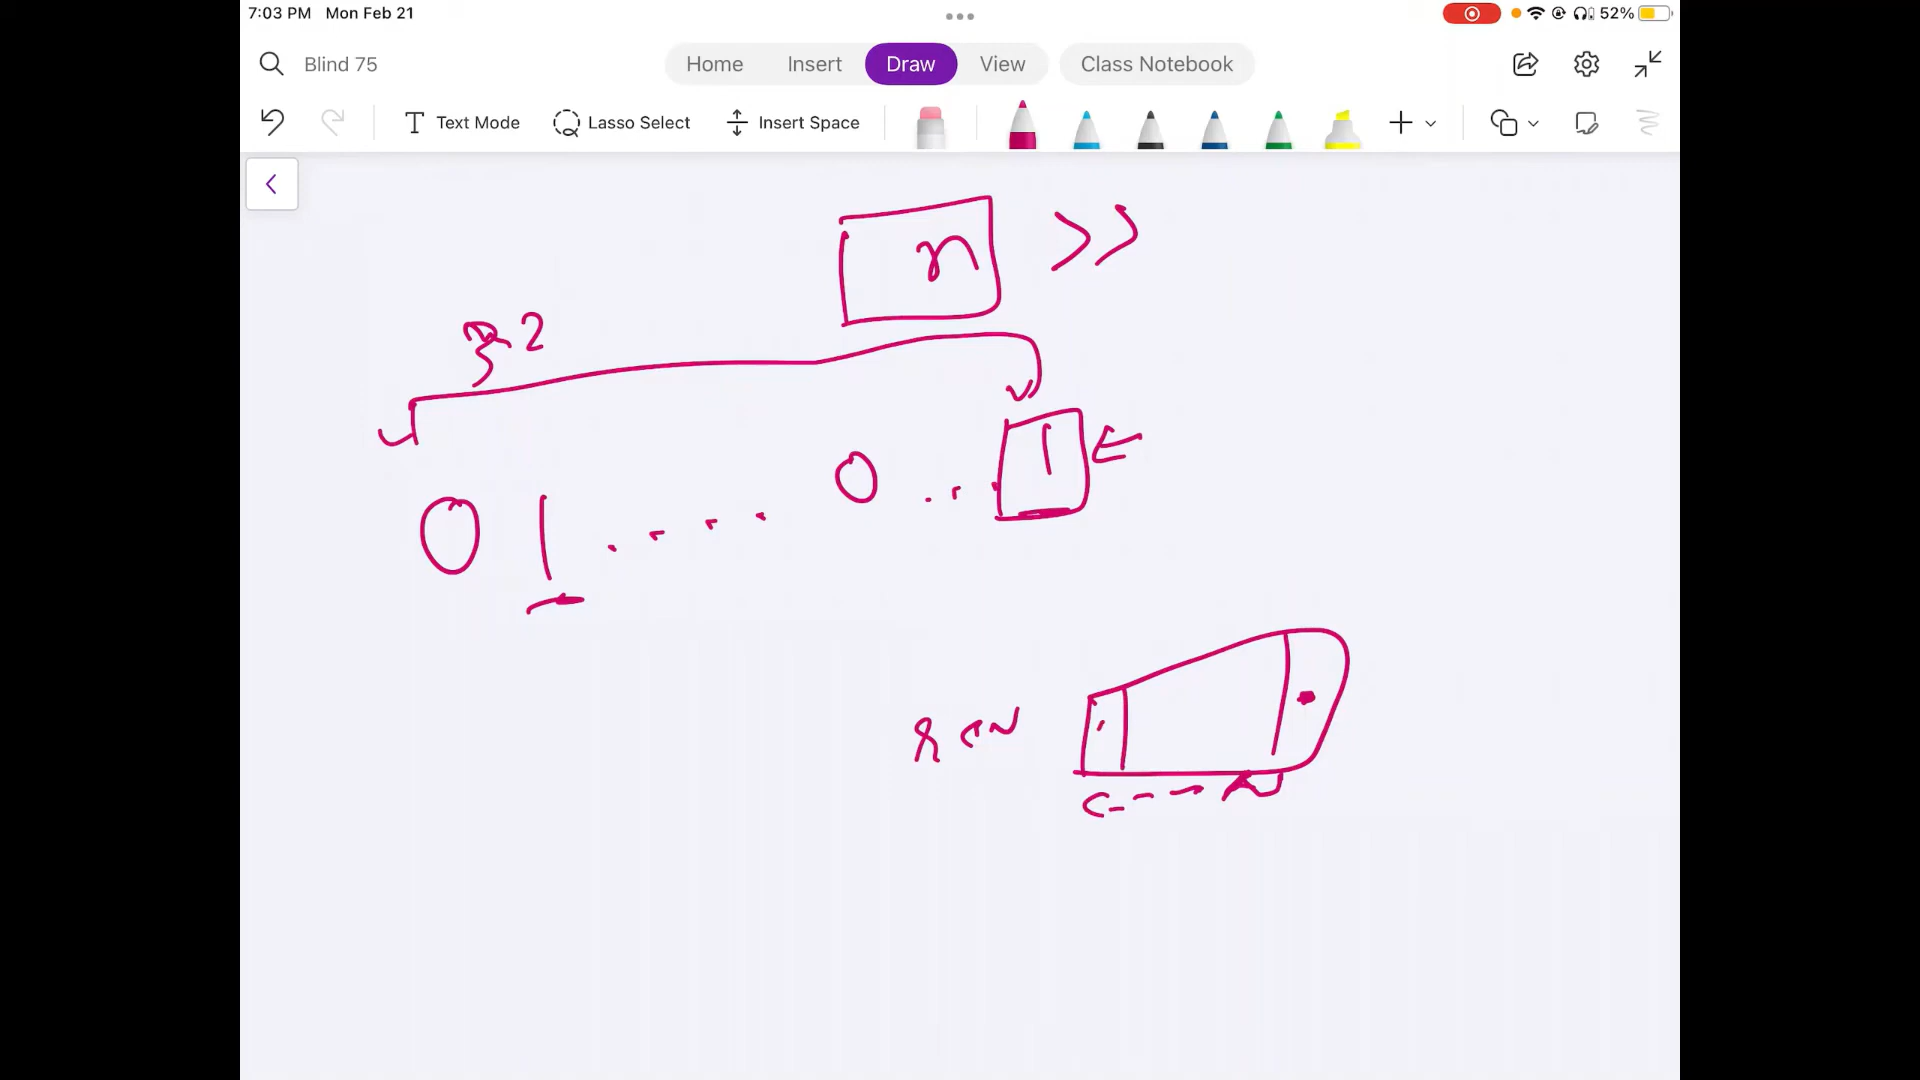 7:03 PM Mon Feb 21
52%
Blind 75
Home Insert Draw View Class Notebook
Text Mode Lasso Select Insert Space
n >>
32
0 1 .... 0 ... 1